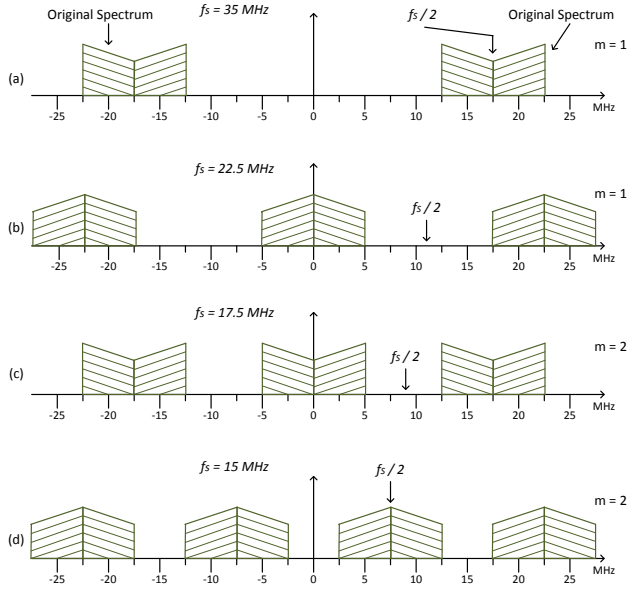 Original Spectrum
fs = 35 MHz
fs / 2
Original Spectrum
m = 1
(a)
-25 -20 -15 -10 -5 0 5 10 15 20 25
MHz
fs = 22.5 MHz
m = 1
fs / 2
(b)
-25 -20 -15 -10 -5 0 5 10 15 20 25
MHz
fs = 17.5 MHz
m = 2
fs / 2
(c)
-25 -20 -15 -10 -5 0 5 10 15 20 25
MHz
fs = 15 MHz
fs / 2
m = 2
(d)
-25 -20 -15 -10 -5 0 5 10 15 20 25
MHz